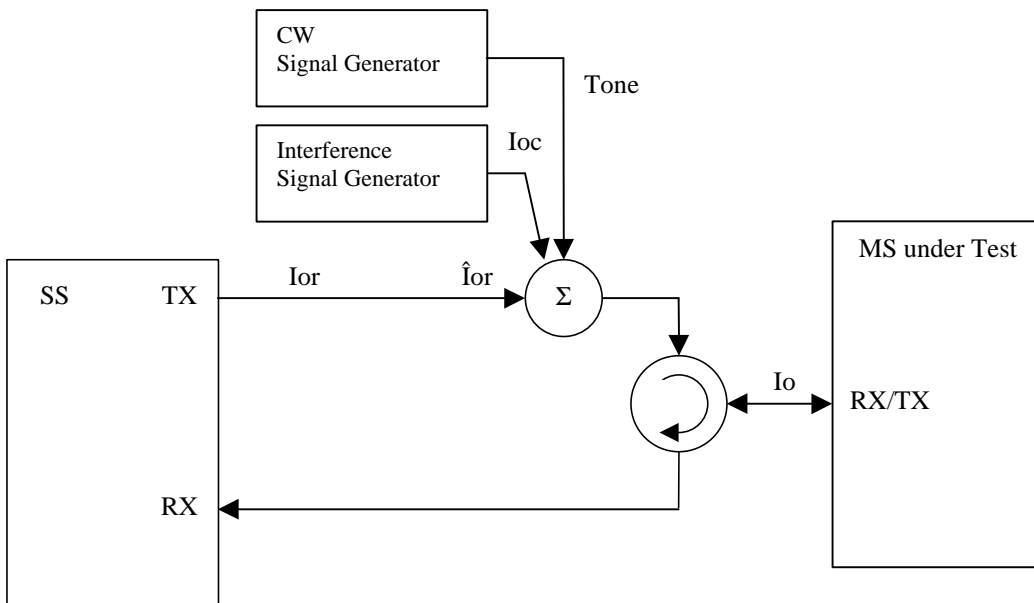 CW
Signal Generator
Tone
Interference
Signal Generator
Ioc
MS under Test
SS
TX
Ior
Îor
Σ
Io
RX/TX
RX